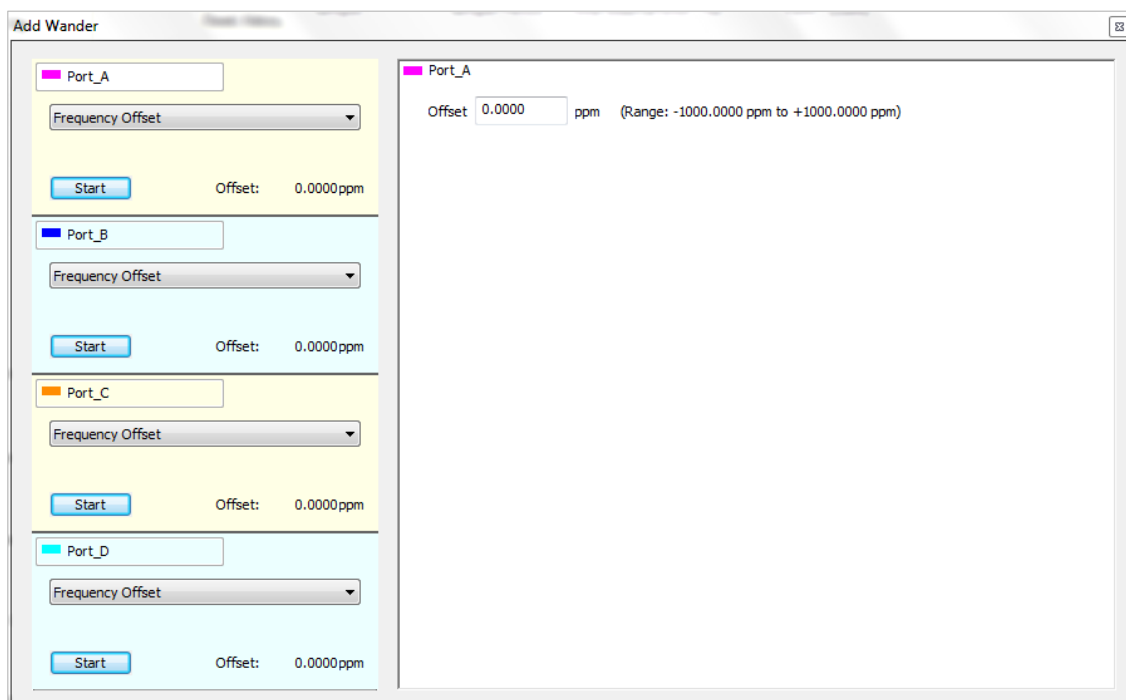 Add Wander
Port_A
Frequency Offset
Start Offset: 0.0000ppm
Port_B
Frequency Offset
Start Offset: 0.0000ppm
Port_C
Frequency Offset
Start Offset: 0.0000ppm
Port_D
Frequency Offset
Start Offset: 0.0000ppm
Port_A
Offset 0.0000 ppm (Range: -1000.0000 ppm to +1000.0000 ppm)